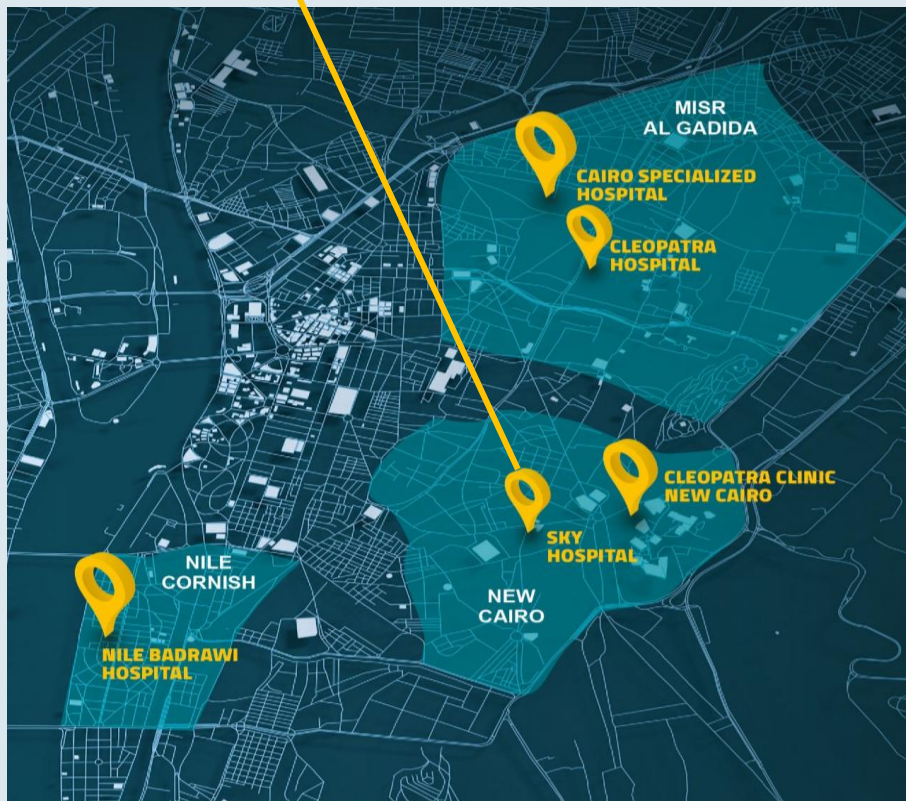 MISR
AL GADIDA
CAIRO SPECIALIZED
HOSPITAL
CLEOPATRA
HOSPITAL
CLEOPATRA CLINIC
NEW CAIRO
SKY
HOSPITAL
NEW
CAIRO
NILE
CORNISH
NILE BADRAWI
HOSPITAL